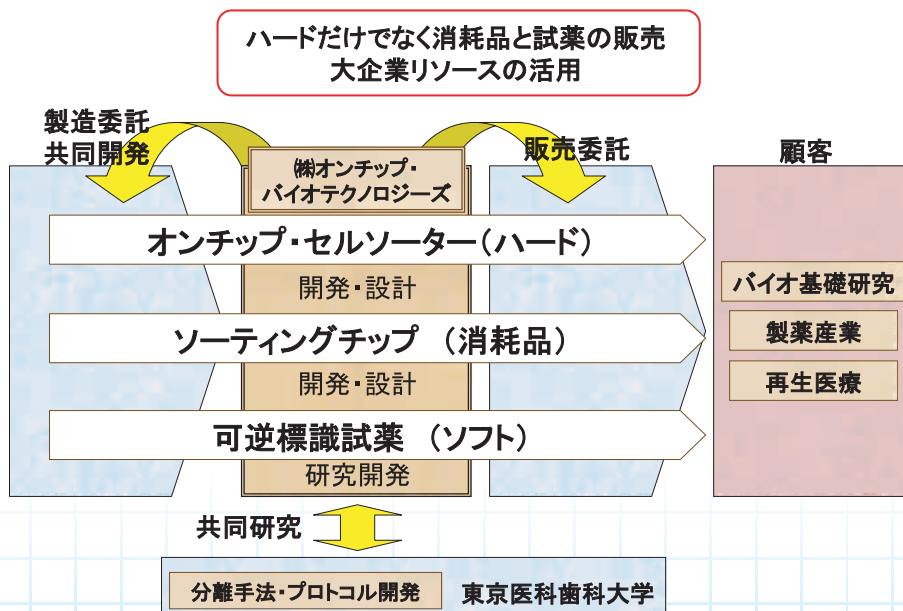 ハードだけでなく消耗品と試薬の販売
大企業リソースの活用
製造委託
共同開発
㈱オンチップ・
バイオテクノロジーズ
販売委託
顧客
オンチップ・セルソーター(ハード)
開発・設計
ソーティングチップ (消耗品)
開発・設計
可逆標識試薬 (ソフト)
研究開発
バイオ基礎研究
製薬産業
再生医療
共同研究
分離手法・プロトコル開発
東京医科歯科大学